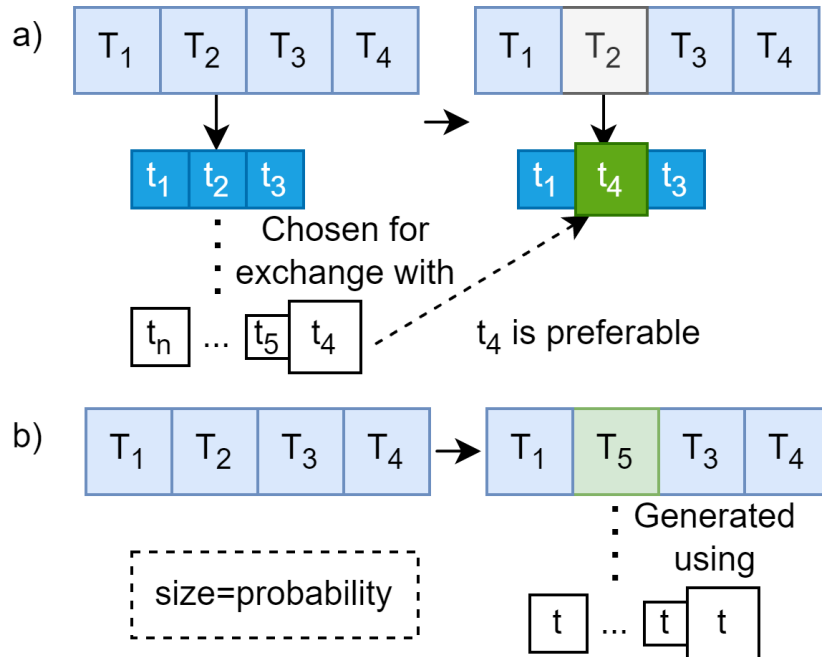 a)
T₁ T₂ T₃ T₄
T₁ T₂ T₃ T₄
t₁ t₂ t₃
t₁ t₄ t₃
Chosen for
exchange with
tₙ ... t₅ t₄
t₄ is preferable
b)
T₁ T₂ T₃ T₄
T₁ T₅ T₃ T₄
Generated
using
size=probability
t ... t t